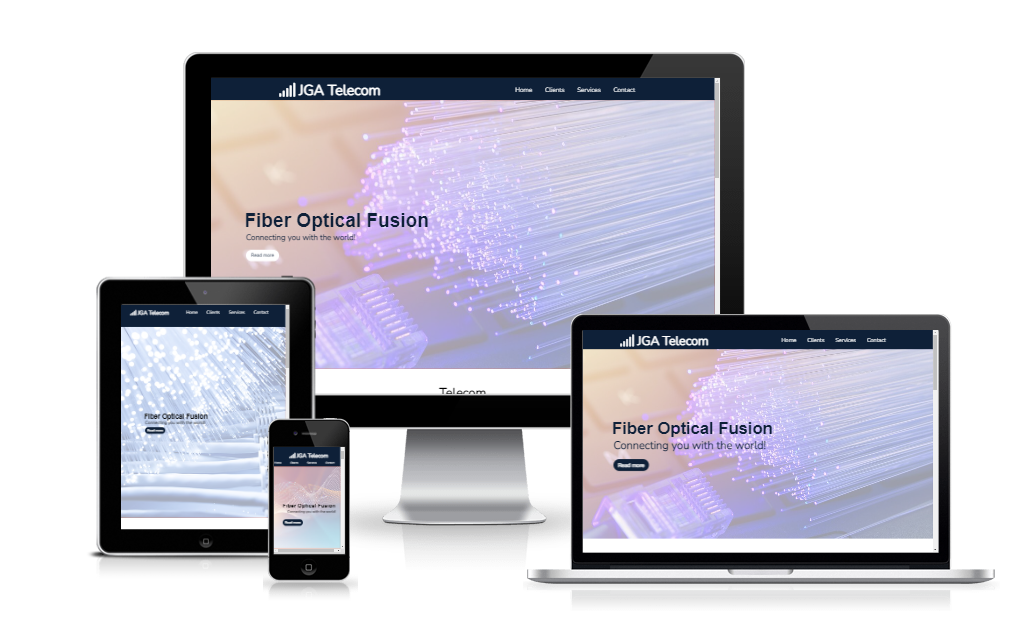 JGA Telecom
Home Clients Services Contact
Fiber Optical Fusion
Connecting you with the world!
Read more
Telecom
JGA Telecom
Home Clients Services Contact
Fiber Optical Fusion
Connecting you with the world!
Read more
JGA Telecom
Home Clients Services Contact
Fiber Optical Fusion
Connecting you with the world!
Read more
JGA Telecom
Home Clients Services Contact
Fiber Optical Fusion
Connecting you with the world!
Read more